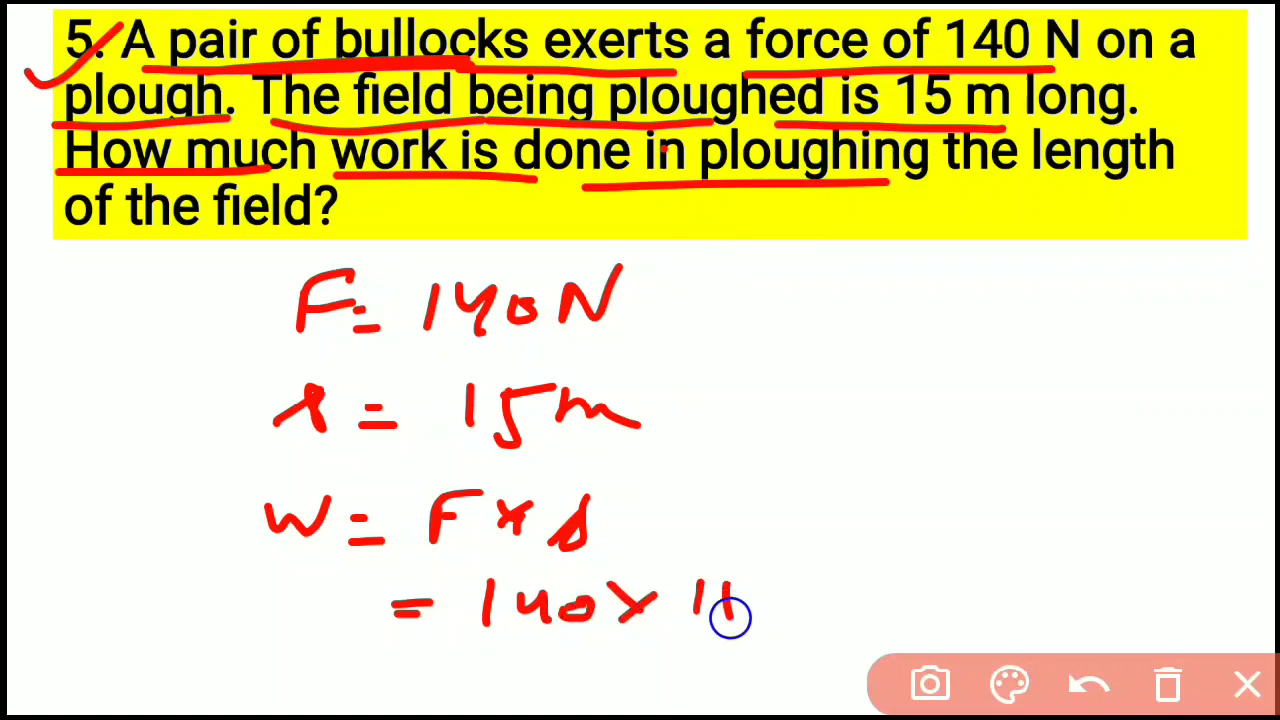 5. A pair of bullocks exerts a force of 140 N on a
plough. The field being ploughed is 15 m long.
How much work is done in ploughing the length
of the field?
F= 140N
s = 15m
W = F × s
= 140 × 1